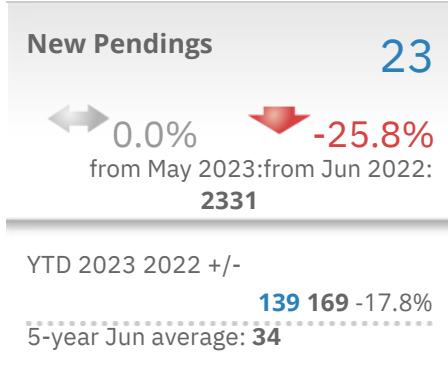 New Pendings
23
0.0% -25.8%
from May 2023:from Jun 2022:
2331
YTD 2023 2022 +/-
139 169 -17.8%
5-year Jun average: 34